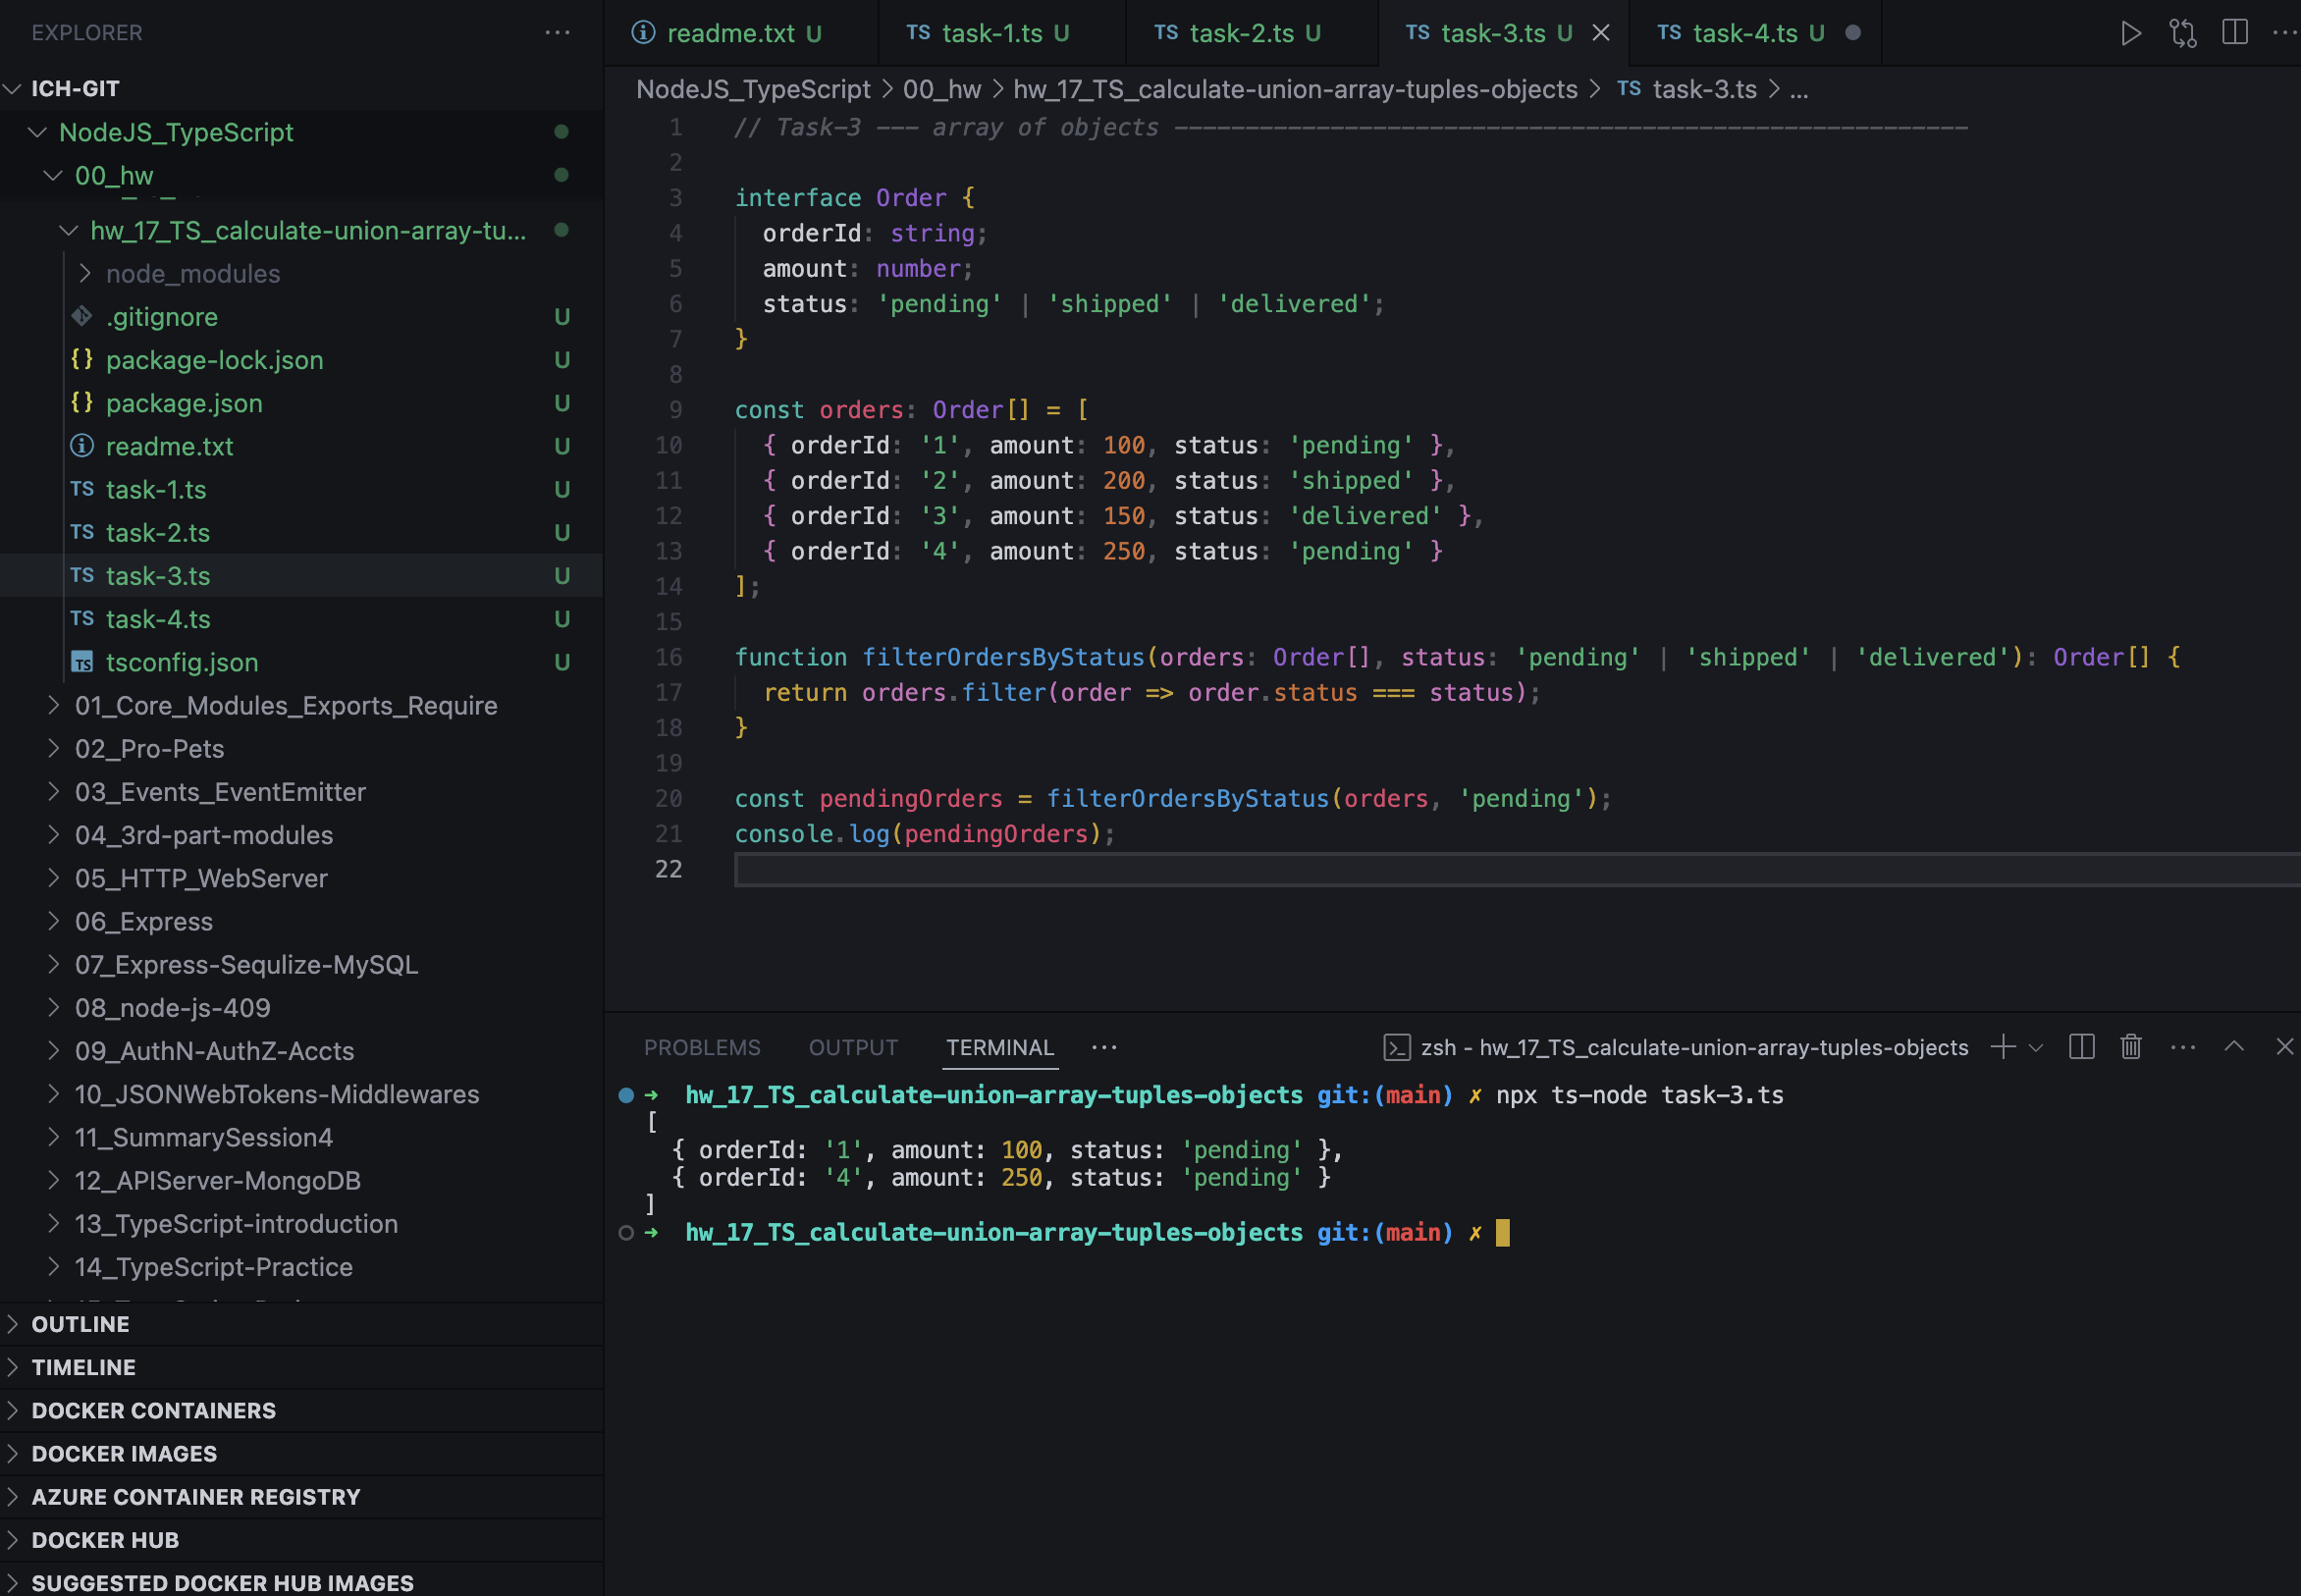 EXPLORER
ICH-GIT
NodeJS_TypeScript
00_hw
hw_17_TS_calculate-union-array-tu...
node_modules
.gitignore U
{} package-lock.json U
{} package.json U
readme.txt U
TS task-1.ts U
TS task-2.ts U
TS task-3.ts U
TS task-4.ts U
TS tsconfig.json U
01_Core_Modules_Exports_Require
02_Pro-Pets
03_Events_EventEmitter
04_3rd-part-modules
05_HTTP_WebServer
06_Express
07_Express-Sequlize-MySQL
08_node-js-409
09_AuthN-AuthZ-Accts
10_JSONWebTokens-Middlewares
11_SummarySession4
12_APIServer-MongoDB
13_TypeScript-introduction
14_TypeScript-Practice
OUTLINE
TIMELINE
DOCKER CONTAINERS
DOCKER IMAGES
AZURE CONTAINER REGISTRY
DOCKER HUB
SUGGESTED DOCKER HUB IMAGES
readme.txt U TS task-1.ts U TS task-2.ts U TS task-3.ts U TS task-4.ts U
NodeJS_TypeScript > 00_hw > hw_17_TS_calculate-union-array-tuples-objects > TS task-3.ts > ...
1 // Task-3 --- array of objects --------------------------------------------------------
2
3 interface Order {
4 orderId: string;
5 amount: number;
6 status: 'pending' | 'shipped' | 'delivered';
7 }
8
9 const orders: Order[] = [
10 { orderId: '1', amount: 100, status: 'pending' },
11 { orderId: '2', amount: 200, status: 'shipped' },
12 { orderId: '3', amount: 150, status: 'delivered' },
13 { orderId: '4', amount: 250, status: 'pending' }
14 ];
15
16 function filterOrdersByStatus(orders: Order[], status: 'pending' | 'shipped' | 'delivered'): Order[] {
17 return orders.filter(order => order.status === status);
18 }
19
20 const pendingOrders = filterOrdersByStatus(orders, 'pending');
21 console.log(pendingOrders);
22
PROBLEMS OUTPUT TERMINAL ... zsh - hw_17_TS_calculate-union-array-tuples-objects
➜ hw_17_TS_calculate-union-array-tuples-objects git:(main) ✗ npx ts-node task-3.ts
[
{ orderId: '1', amount: 100, status: 'pending' },
{ orderId: '4', amount: 250, status: 'pending' }
]
➜ hw_17_TS_calculate-union-array-tuples-objects git:(main) ✗